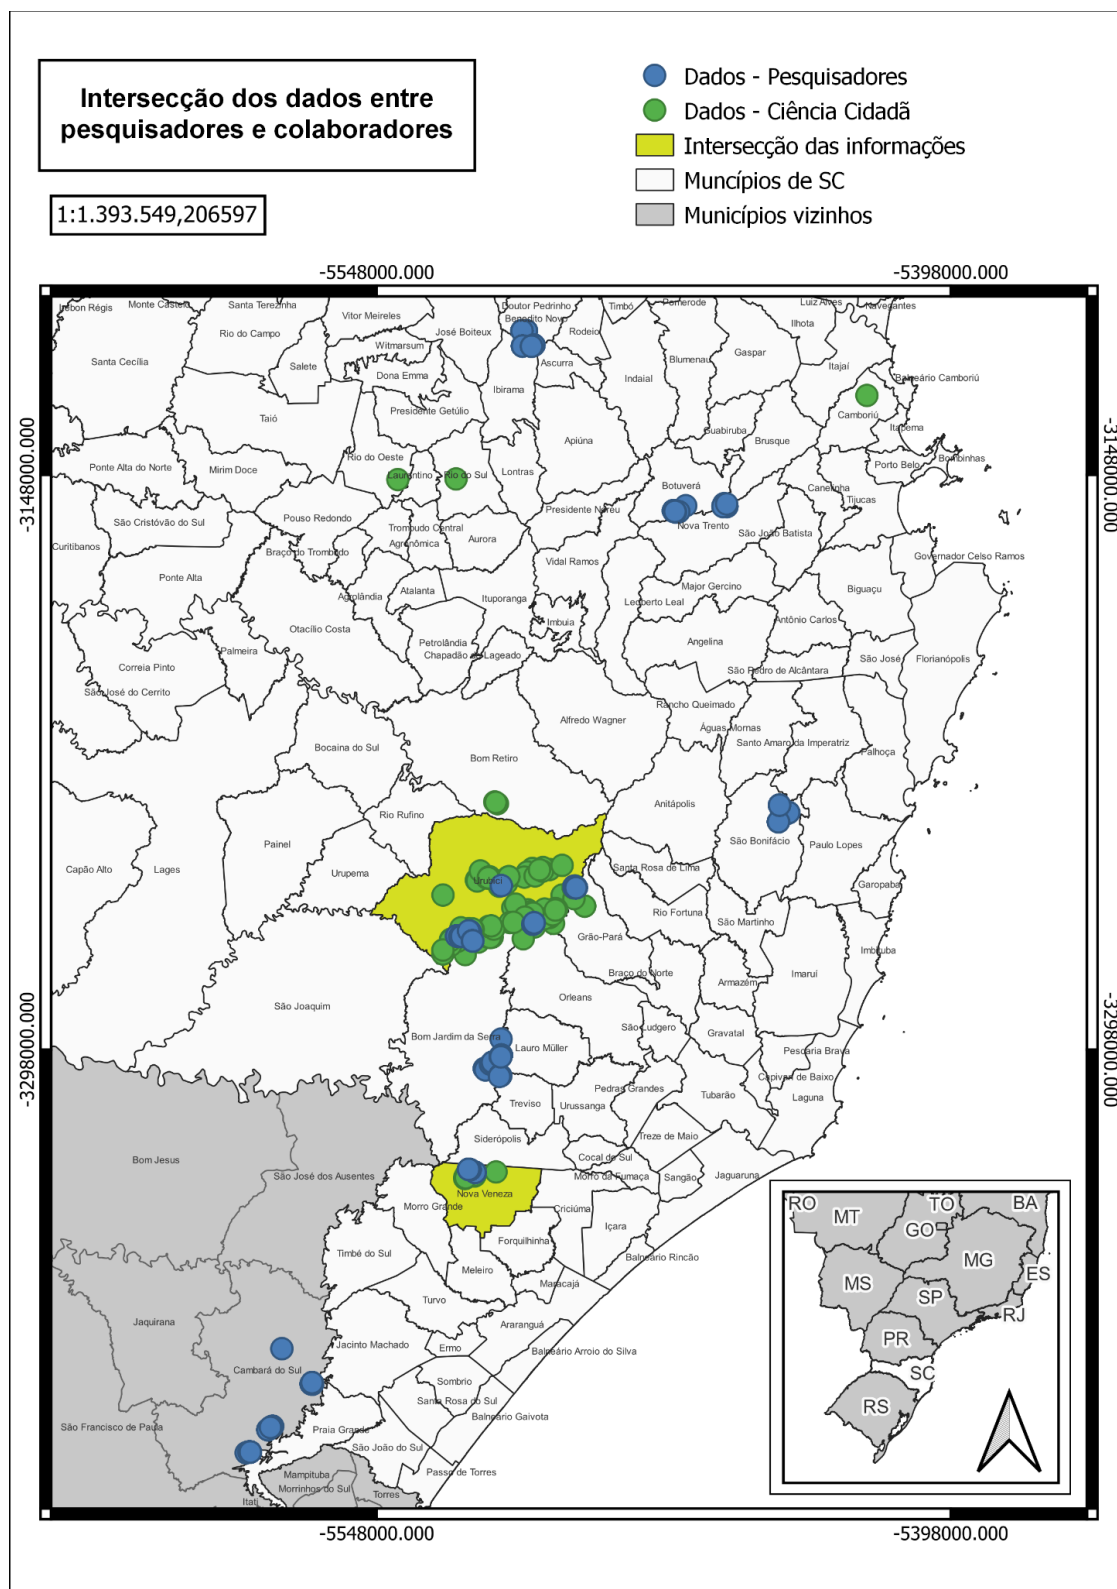 Intersecção dos dados entre
pesquisadores e colaboradores
1:1.393.549,206597
Dados - Pesquisadores
Dados - Ciência Cidadã
Intersecção das informações
Muncípios de SC
Municípios vizinhos
-5548000.000
-5398000.000
-3148000.000
-3148000.000
-3298000.000
-3298000.000
Monte Castelo
Santa Terezinha
Vitor Meireles
Doutor Pedrinho
Timbó
Pomerode
Luiz Alves
Navegantes
Rio do Campo
José Boiteux
Benedito Novo
Rodeio
Ilhota
Santa Cecília
Witmarsum
Salete
Dona Emma
Ibirama
Ascurra
Indaial
Blumenau
Gaspar
Itajaí
Balneário Camboriú
Taió
Presidente Getúlio
Apiúna
Guabiruba
Brusque
Camboriú
Itapema
Ponte Alta do Norte
Mirim Doce
Rio do Oeste
Laurentino
Rio do Sul
Lontras
Botuverá
Porto Belo
Bombinhas
Canelinha
Tijucas
São Cristóvão do Sul
Pouso Redondo
Trombudo Central
Presidente Nereu
Nova Trento
São João Batista
Curitibanos
Braço do Trombudo
Agronômica
Aurora
Vidal Ramos
Governador Celso Ramos
Ponte Alta
Agrolândia
Atalanta
Ituporanga
Leoberto Leal
Major Gercino
Biguaçu
Otacílio Costa
Imbuia
Antônio Carlos
Correia Pinto
Palmeira
Petrolândia
Chapadão do Lageado
Angelina
São José
Florianópolis
São José do Cerrito
São Pedro de Alcântara
Rancho Queimado
Alfredo Wagner
Águas Mornas
Santo Amaro da Imperatriz
Palhoça
Bocaina do Sul
Bom Retiro
Rio Rufino
Anitápolis
São Bonifácio
Paulo Lopes
Capão Alto
Lages
Painel
Urupema
Urubici
Santa Rosa de Lima
Garopaba
Rio Fortuna
São Martinho
Grão-Pará
Imbituba
Braço do Norte
Armazém
Imaruí
São Joaquim
Orleans
Bom Jardim da Serra
Lauro Müller
São Ludgero
Gravatal
Pescaria Brava
Capivari de Baixo
Pedras Grandes
Tubarão
Laguna
Treviso
Urussanga
Siderópolis
Treze de Maio
Cocal do Sul
Bom Jesus
São José dos Ausentes
Morro da Fumaça
Sangão
Jaguaruna
Nova Veneza
Morro Grande
Criciúma
Içara
Forquilhinha
Timbé do Sul
Balneário Rincão
Meleiro
Maracajá
Turvo
Jaquirana
Araranguá
Jacinto Machado
Ermo
Balneário Arroio do Silva
Cambará do Sul
Sombrio
Santa Rosa do Sul
Balneário Gaivota
São Francisco de Paula
Praia Grande
São João do Sul
Passo de Torres
Mampituba
Morrinhos do Sul
Torres
Itati
RO
MT
TO
BA
GO
MG
MS
ES
SP
RJ
PR
SC
RS
-5548000.000
-5398000.000